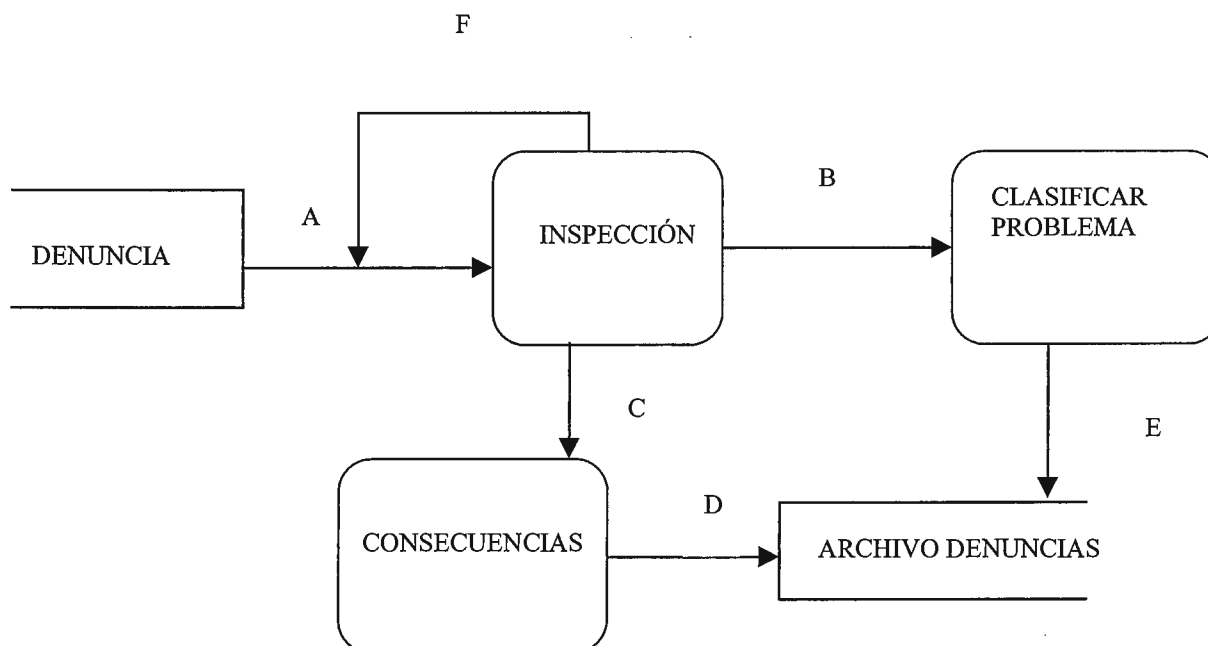 F
B
CLASIFICAR
PROBLEMA
A
INSPECCIÓN
DENUNCIA
C
E
D
CONSECUENCIAS
ARCHIVO DENUNCIAS